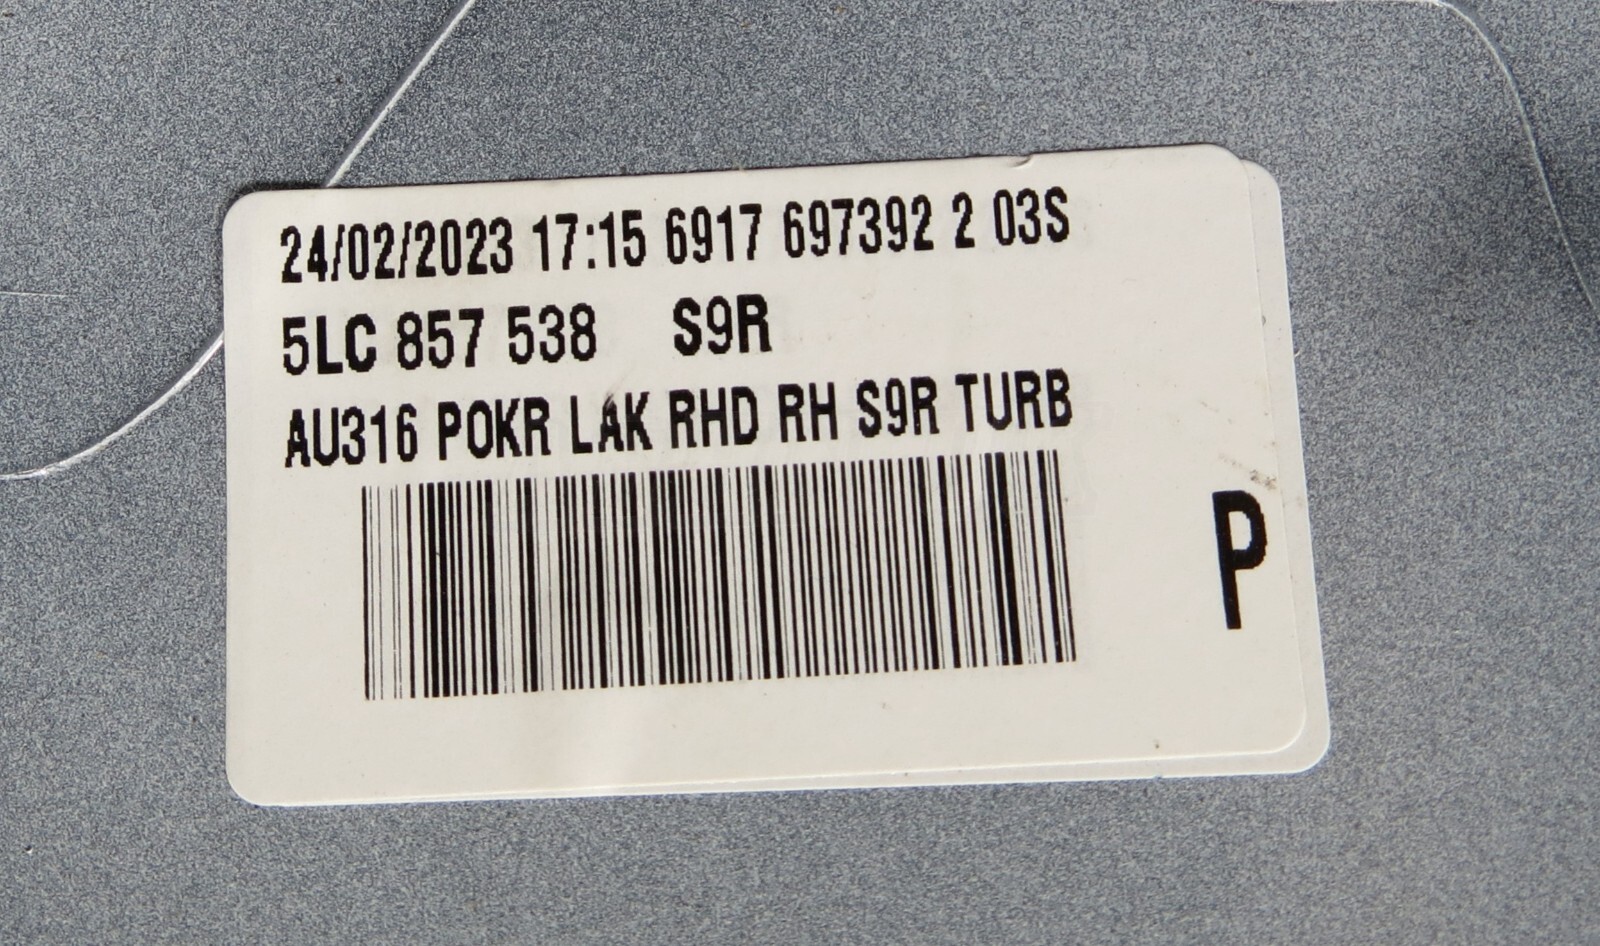 24/02/2023 17:15 6917 697392 2 03S
5LC 857 538 S9R
AU316 POKR LAK RHD RH S9R TURB
P